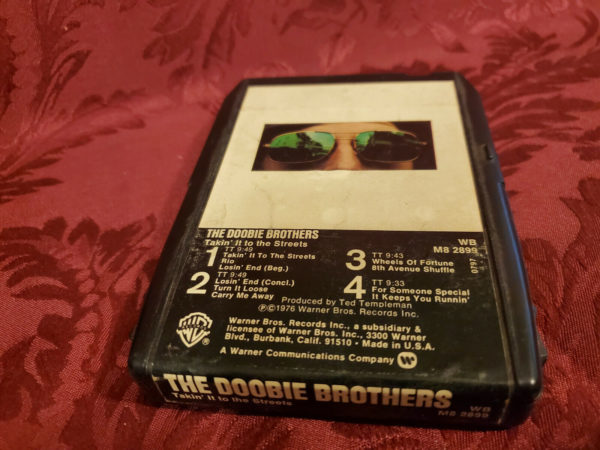 THE DOOBIE BROTHERS
Takin' It to the Streets
WB
M8 2899
0797
1 TT 9:49
Takin' It To The Streets
Rio
Losin' End (Beg.)
2 TT 9:49
Losin' End (Concl.)
Turn It Loose
Carry Me Away
3 TT 9:43
Wheels Of Fortune
8th Avenue Shuffle
4 TT 9:33
For Someone Special
It Keeps You Runnin'
Produced by Ted Templeman
ⓅⒸ1976 Warner Bros. Records Inc.
WB
®
Warner Bros. Records Inc., a subsidiary &
licensee of Warner Bros. Inc., 3300 Warner
Blvd., Burbank, Calif. 91510 • Made in U.S.A.
A Warner Communications Company
THE DOOBIE BROTHERS
Takin' It to the Streets
WB
M8 2899